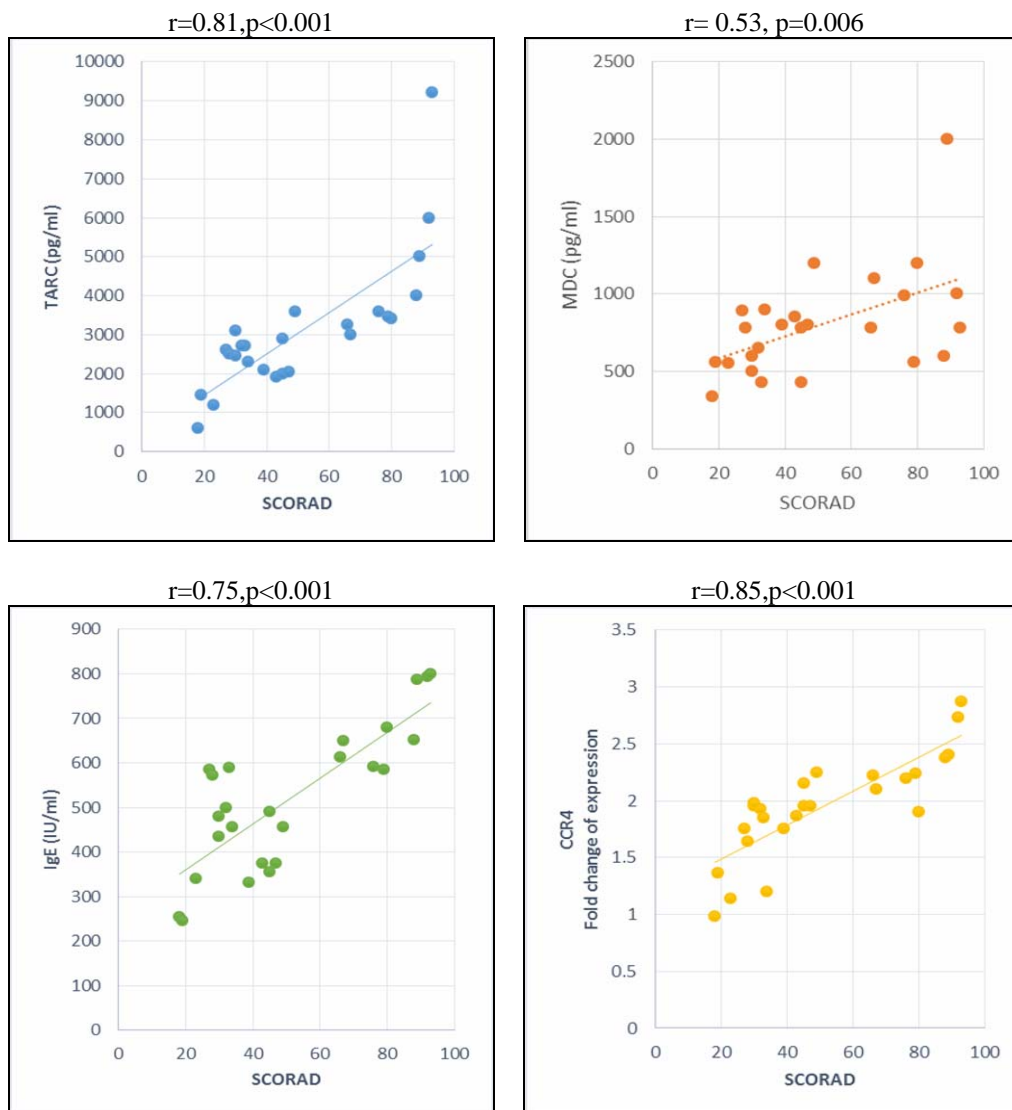 r=0.81,p<0.001
10000
9000
8000
7000
6000
5000
4000
3000
2000
1000
0
TARC(pg/ml)
0 20 40 60 80 100
SCORAD
r= 0.53, p=0.006
2500
2000
1500
1000
500
0
MDC (pg/ml)
0 20 40 60 80 100
SCORAD
r=0.75,p<0.001
900
800
700
600
500
400
300
200
100
0
IgE (IU/ml)
0 20 40 60 80 100
SCORAD
r=0.85,p<0.001
3.5
3
2.5
2
1.5
1
0.5
0
CCR4
Fold change of expression
0 20 40 60 80 100
SCORAD